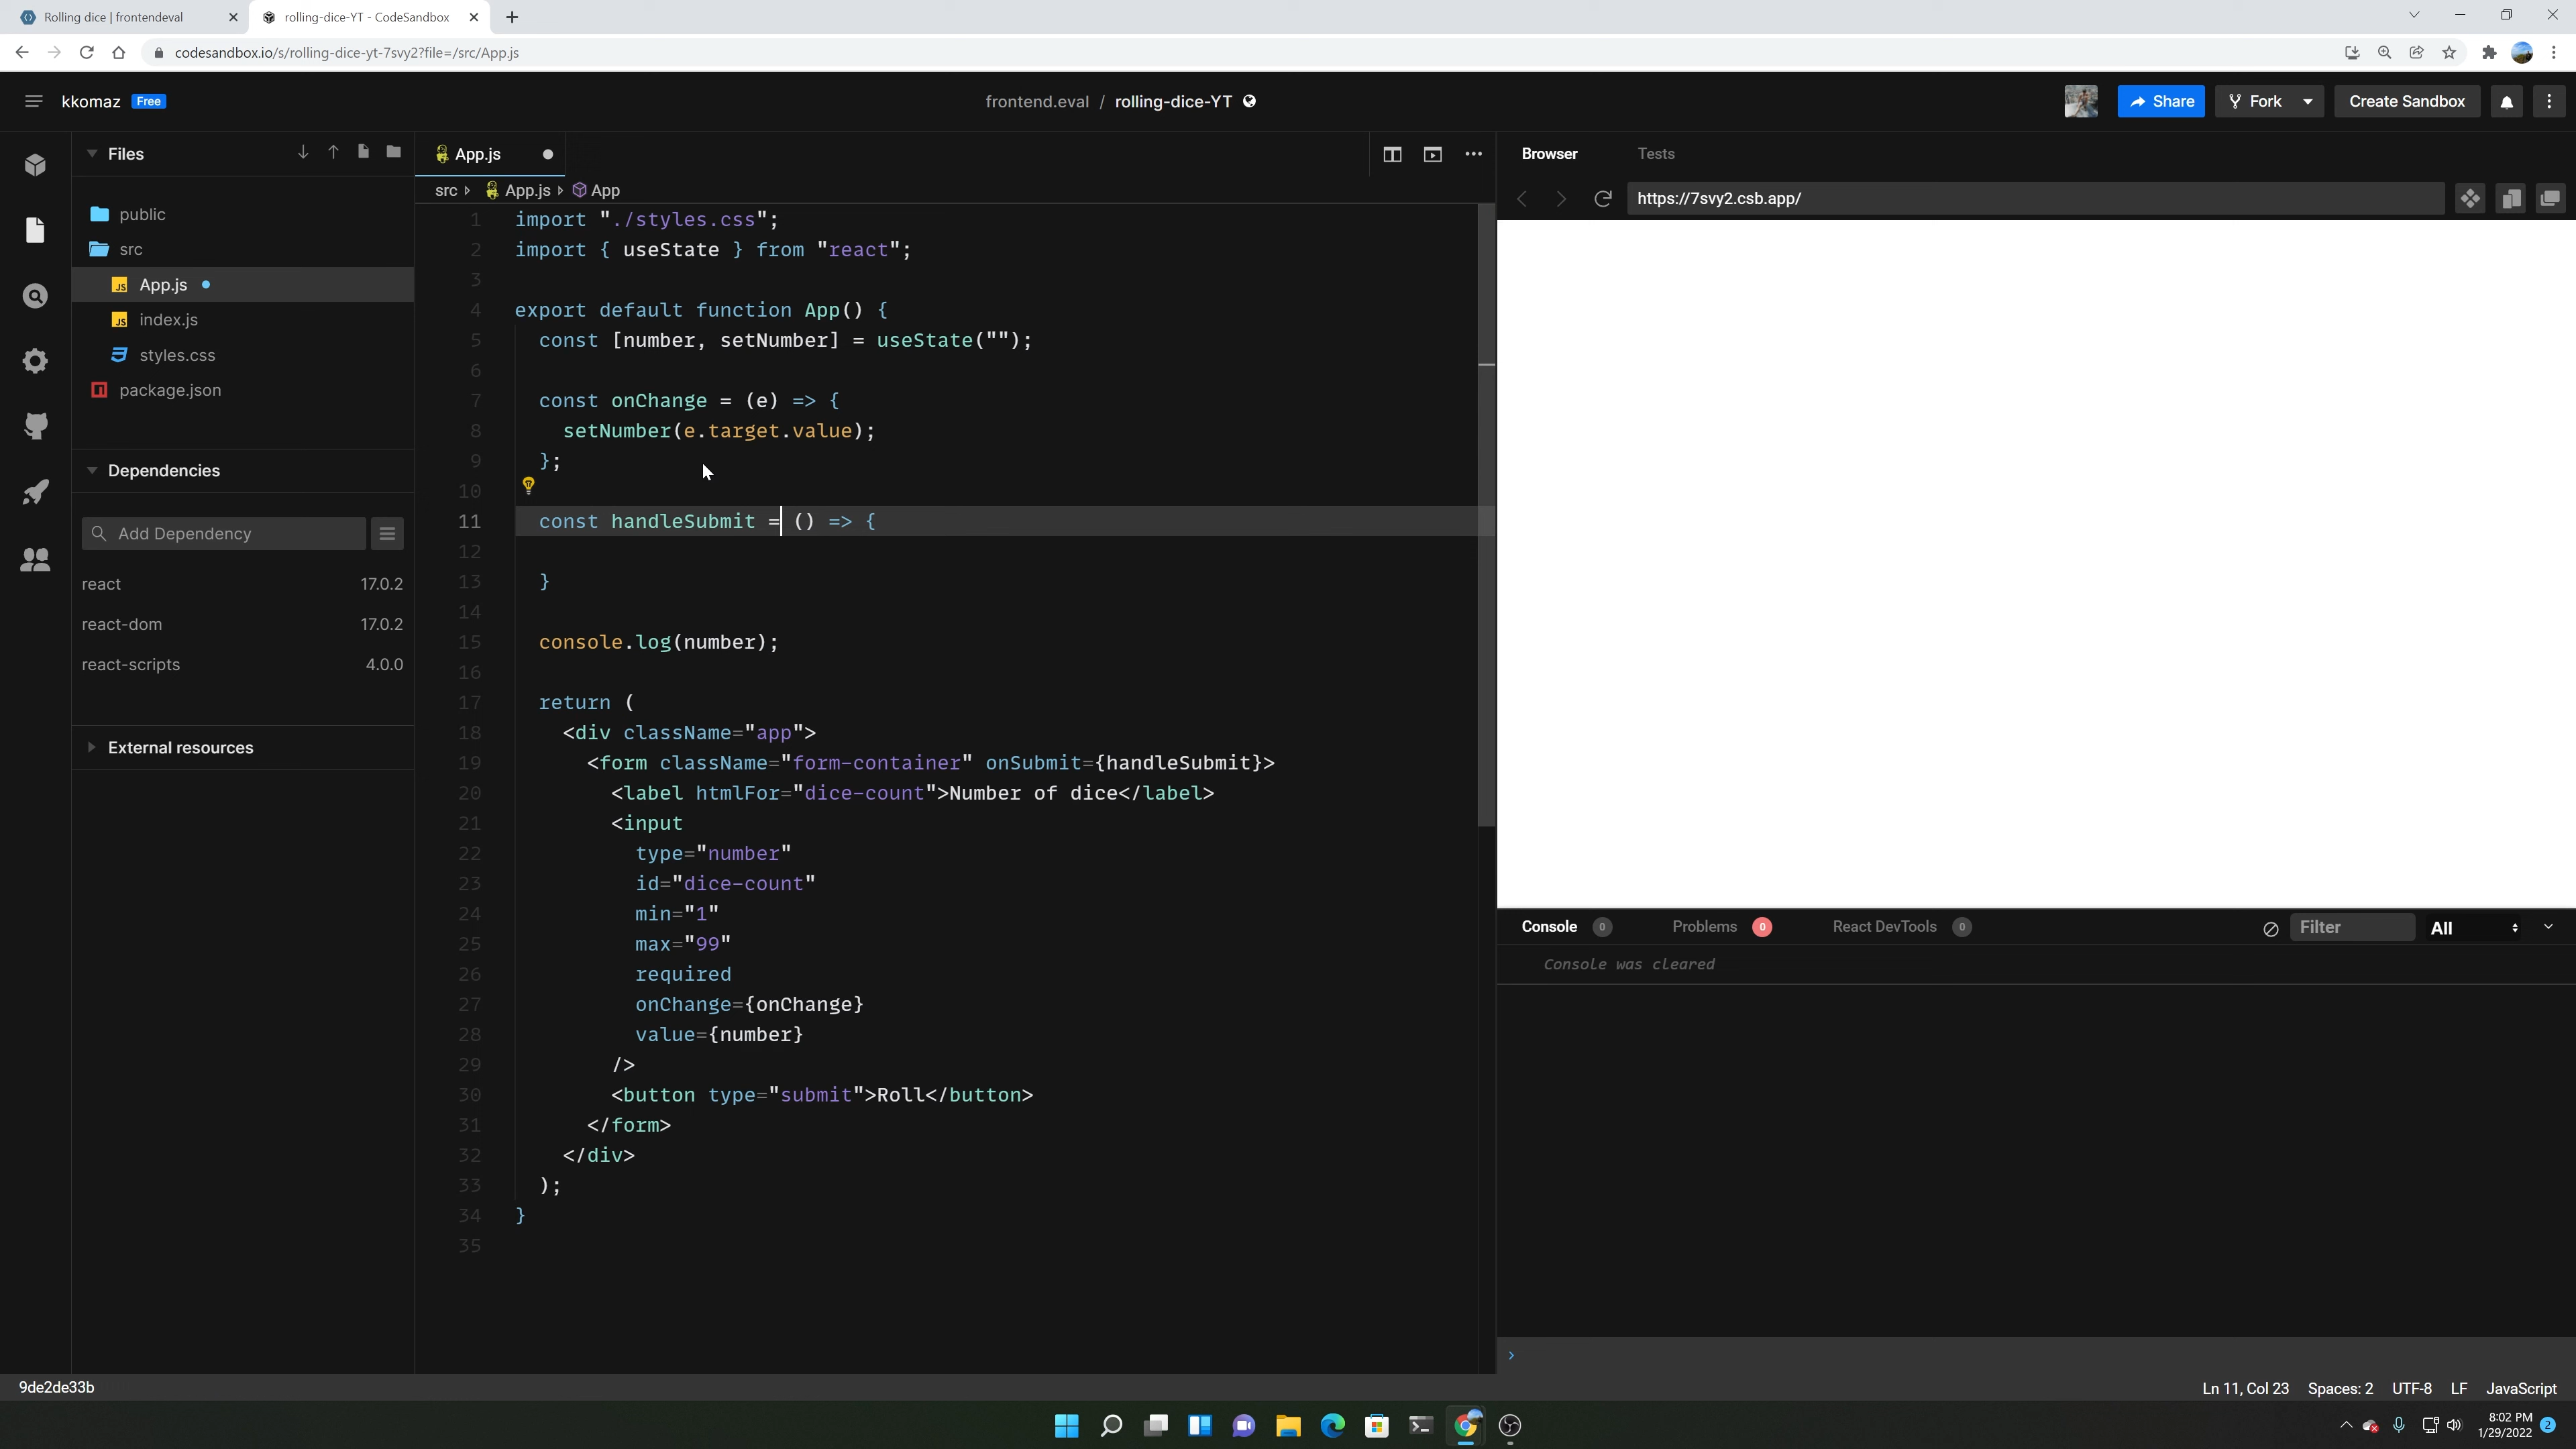 Rolling dice | frontendeval
rolling-dice-YT - CodeSandbox
codesandbox.io/s/rolling-dice-yt-7svy2?file=/src/App.js
kkomaz Free
frontend.eval / rolling-dice-YT
Share
Fork
Create Sandbox
Files
public
src
App.js
index.js
styles.css
package.json
Dependencies
Add Dependency
react 17.0.2
react-dom 17.0.2
react-scripts 4.0.0
External resources
App.js
src App.js App
1 import "./styles.css";
2 import { useState } from "react";
3
4 export default function App() {
5 const [number, setNumber] = useState("");
6
7 const onChange = (e) => {
8 setNumber(e.target.value);
9 };
10
11 const handleSubmit = () => {
12
13 }
14
15 console.log(number);
16
17 return (
18 <div className="app">
19 <form className="form-container" onSubmit={handleSubmit}>
20 <label htmlFor="dice-count">Number of dice</label>
21 <input
22 type="number"
23 id="dice-count"
24 min="1"
25 max="99"
26 required
27 onChange={onChange}
28 value={number}
29 />
30 <button type="submit">Roll</button>
31 </form>
32 </div>
33 );
34 }
35
Browser
Tests
https://7svy2.csb.app/
Console 0
Problems 0
React DevTools 0
Filter
All
Console was cleared
9de2de33b
Ln 11, Col 23 Spaces: 2 UTF-8 LF JavaScript
8:02 PM
1/29/2022
2